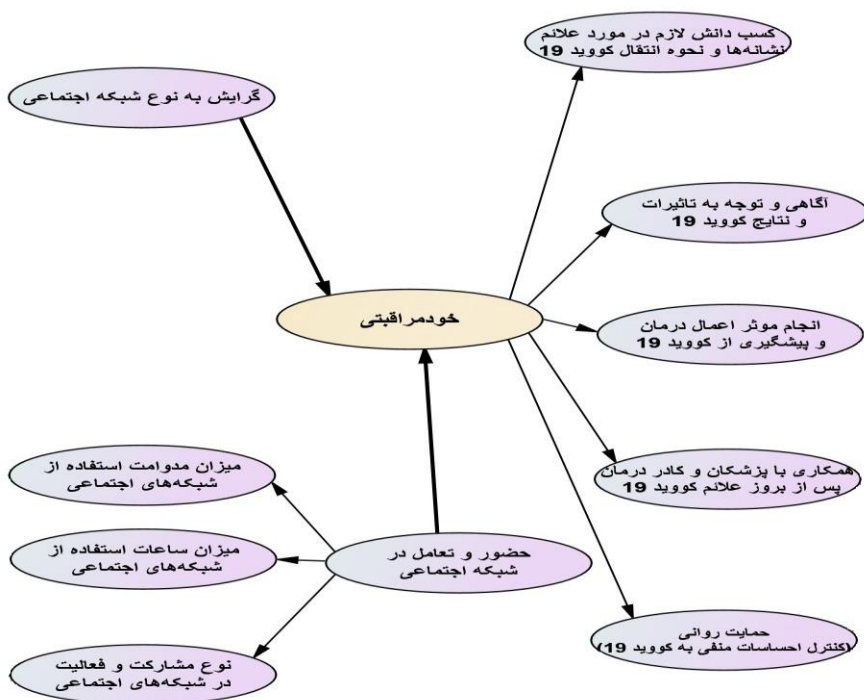 کسب دانش لازم در مورد علائم
نشانه‌ها و نحوه انتقال کووید 19
گرایش به نوع شبکه اجتماعی
آگاهی و توجه به تاثیرات
و نتایج کووید 19
خودمراقبتی
انجام موثر اعمال درمان
و پیشگیری از کووید 19
همکاری با پزشکان و کادر درمان
پس از بروز علائم کووید 19
میزان مدوامت استفاده از
شبکه‌های اجتماعی
میزان ساعات استفاده از
شبکه‌های اجتماعی
حضور و تعامل در
شبکه اجتماعی
نوع مشارکت و فعالیت
در شبکه‌های اجتماعی
حمایت روانی
(کنترل احساسات منفی به کووید 19)